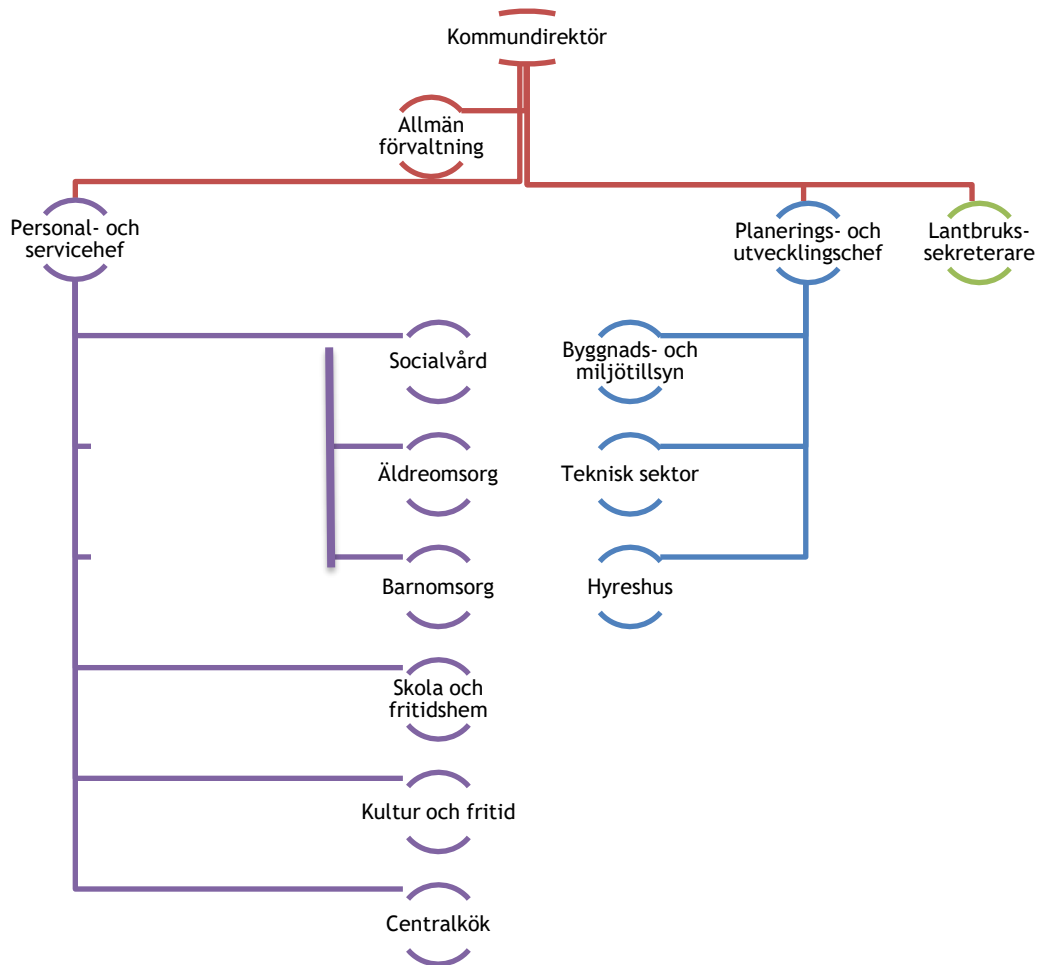 Kommundirektör
Allmän
förvaltning
Personal- och
servicehef
Planerings- och
utvecklingschef
Lantbruks-
sekreterare
Socialvård
Byggnads- och
miljötillsyn
Äldreomsorg
Teknisk sektor
Barnomsorg
Hyreshus
Skola och
fritidshem
Kultur och fritid
Centralkök